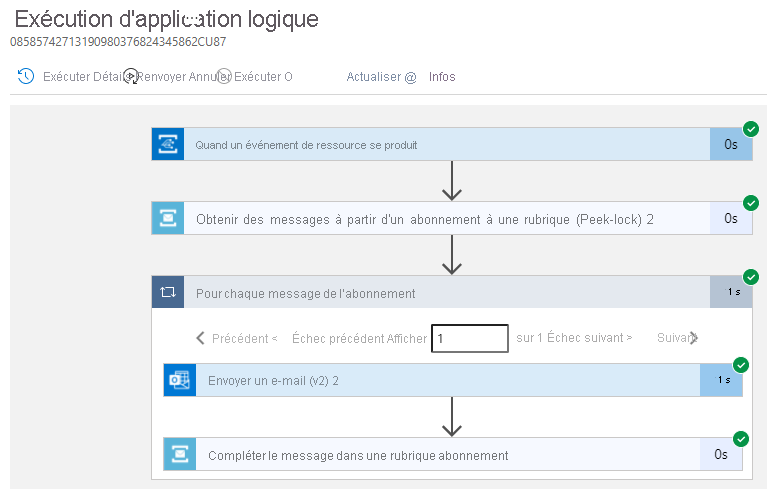 Exécution d'application logique
08585742713190980376824345862CU87
Exécuter Détails Renvoyer Annuler Exécuter O Actualiser @ Infos
Quand un événement de ressource se produit 0s
Obtenir des messages à partir d'un abonnement à une rubrique (Peek-lock) 2 0s
Pour chaque message de l'abonnement 1 s
Précédent < Échec précédent Afficher 1 sur 1 Échec suivant > Suivant
Envoyer un e-mail (v2) 2 1 s
Compléter le message dans une rubrique abonnement 0s